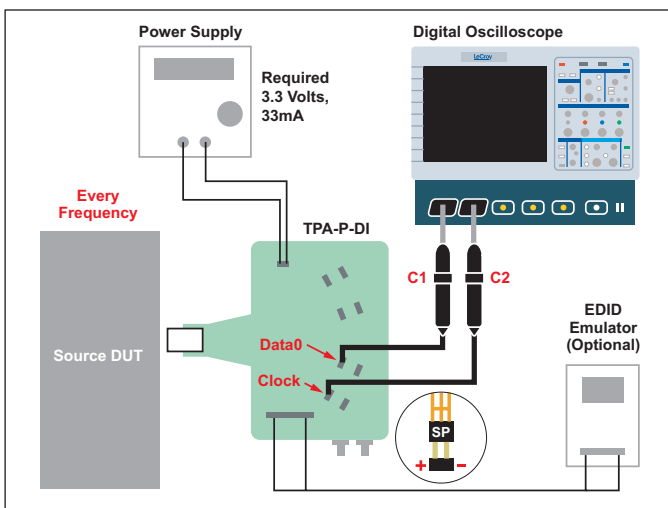 Power Supply
Digital Oscilloscope
LeCroy
Required
3.3 Volts,
33mA
Every
Frequency
TPA-P-DI
C1
C2
EDID
Emulator
(Optional)
Source DUT
Data0
Clock
SP
+ −